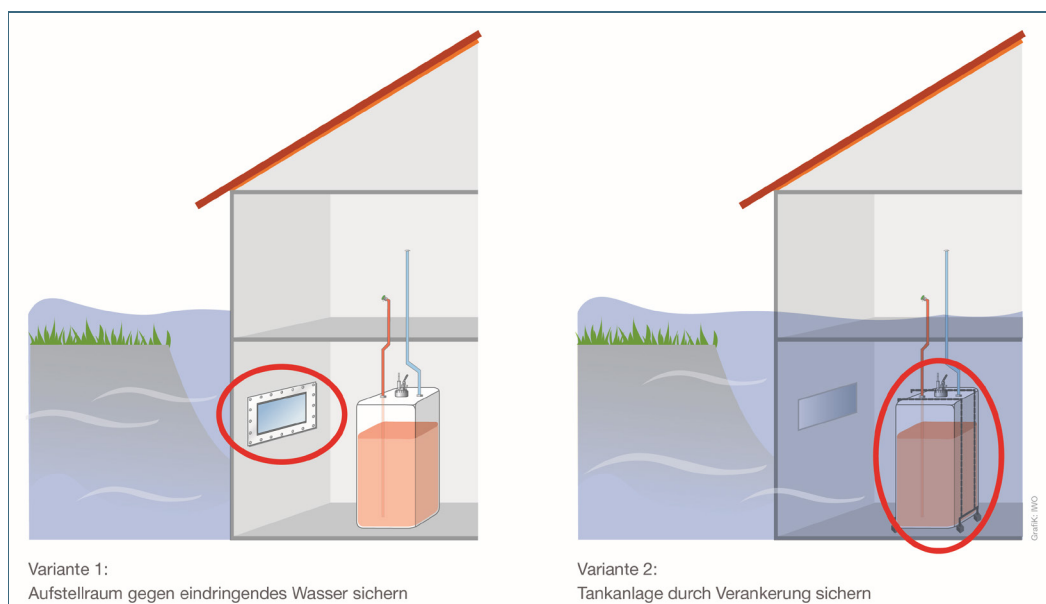 Variante 1:
Aufstellraum gegen eindringendes Wasser sichern
Variante 2:
Tankanlage durch Verankerung sichern
Grafik: IWO